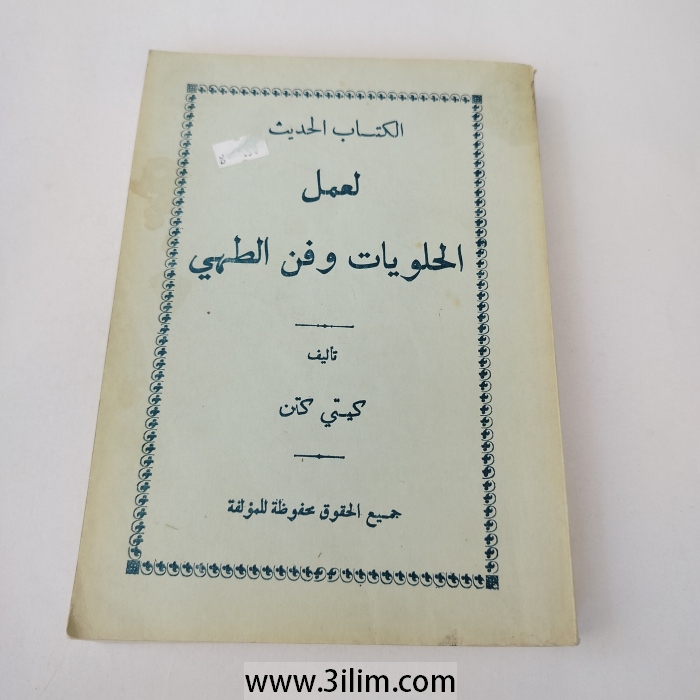 الكتاب الحديث
لعمل
الحلويات وفن الطهي
تأليف
كيتي كتن
جميع الحقوق محفوظة للمؤلفة
www.3ilim.com